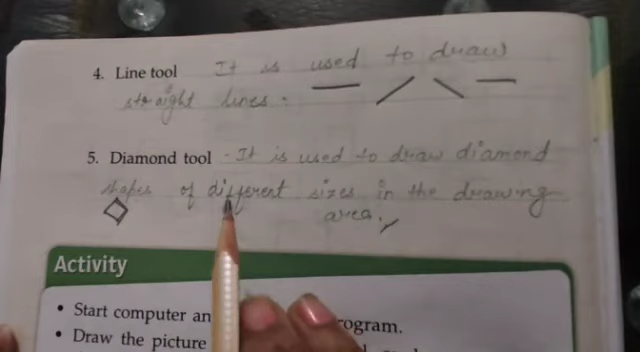 4. Line tool It is used to draw
straight lines.
5. Diamond tool - It is used to draw diamond
shapes of different sizes in the drawing
area.
Activity
• Start computer an rogram.
• Draw the picture